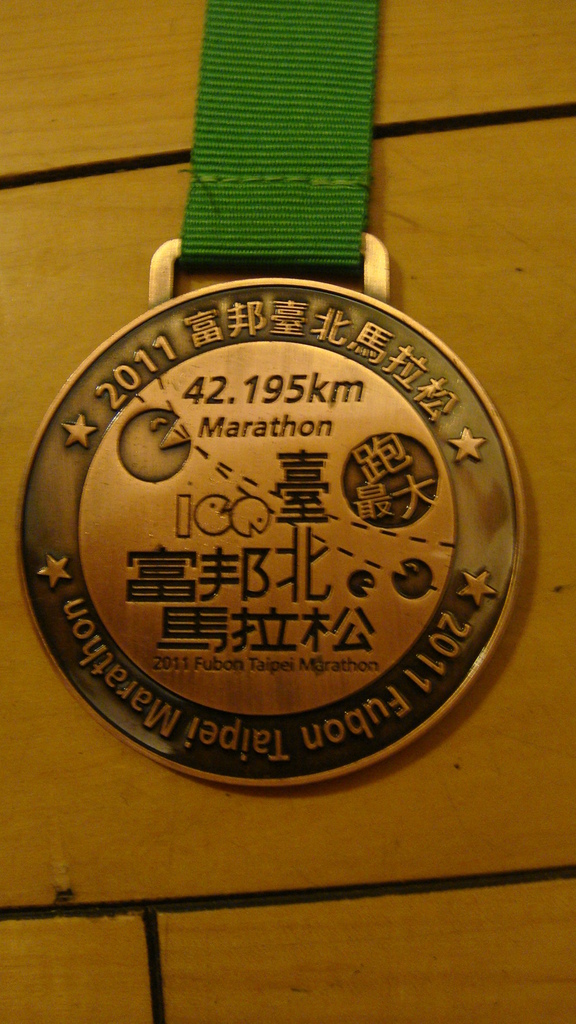 2011 富邦臺北馬拉松
42.195km
Marathon
跑
最大
100
臺
富邦北
馬拉松
2011 Fubon Taipei Marathon
2011 Fubon Taipei Marathon